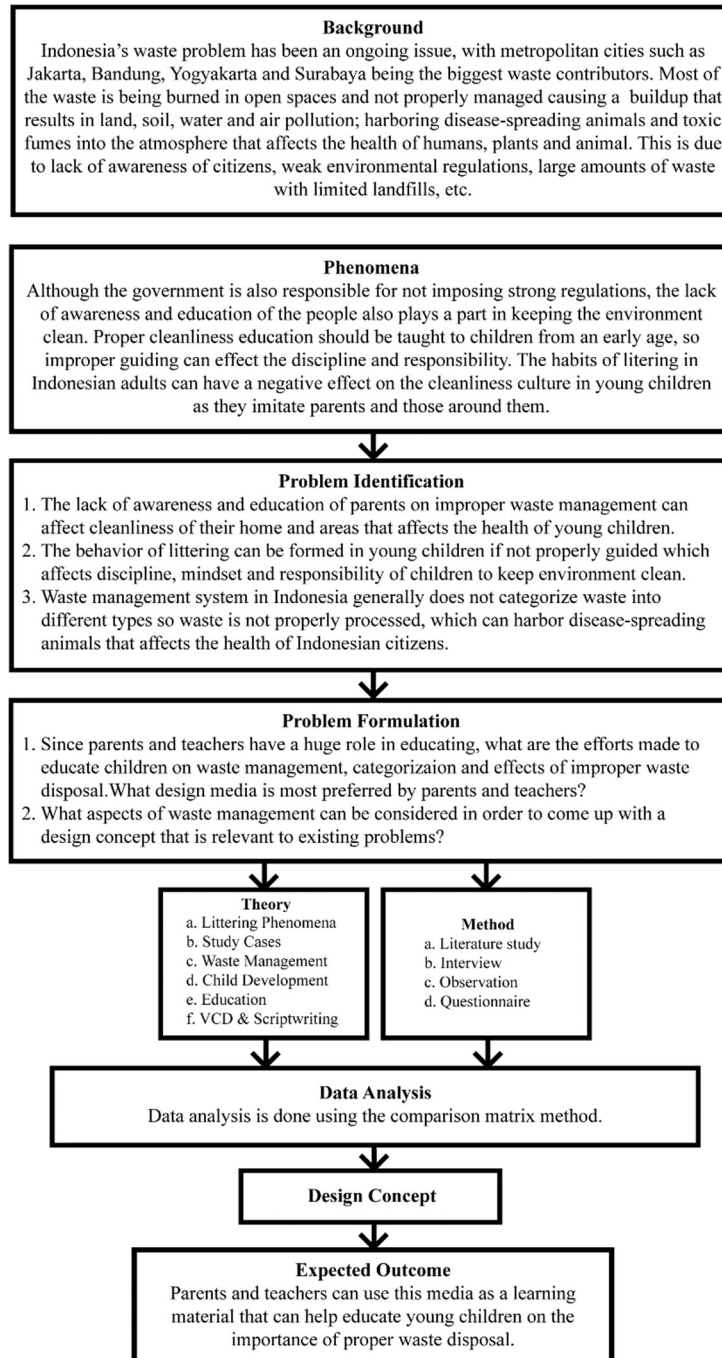 Background
Indonesia's waste problem has been an ongoing issue, with metropolitan cities such as
Jakarta, Bandung, Yogyakarta and Surabaya being the biggest waste contributors. Most of
the waste is being burned in open spaces and not properly managed causing a buildup that
results in land, soil, water and air pollution; harboring disease-spreading animals and toxic
fumes into the atmosphere that affects the health of humans, plants and animal. This is due
to lack of awareness of citizens, weak environmental regulations, large amounts of waste
with limited landfills, etc.
Phenomena
Although the government is also responsible for not imposing strong regulations, the lack
of awareness and education of the people also plays a part in keeping the environment
clean. Proper cleanliness education should be taught to children from an early age, so
improper guiding can effect the discipline and responsibility. The habits of litering in
Indonesian adults can have a negative effect on the cleanliness culture in young children
as they imitate parents and those around them.
Problem Identification
1. The lack of awareness and education of parents on improper waste management can
affect cleanliness of their home and areas that affects the health of young children.
2. The behavior of littering can be formed in young children if not properly guided which
affects discipline, mindset and responsibility of children to keep environment clean.
3. Waste management system in Indonesia generally does not categorize waste into
different types so waste is not properly processed, which can harbor disease-spreading
animals that affects the health of Indonesian citizens.
Problem Formulation
1. Since parents and teachers have a huge role in educating, what are the efforts made to
educate children on waste management, categorizaion and effects of improper waste
disposal.What design media is most preferred by parents and teachers?
2. What aspects of waste management can be considered in order to come up with a
design concept that is relevant to existing problems?
Theory
a. Littering Phenomena
b. Study Cases
c. Waste Management
d. Child Development
e. Education
f. VCD & Scriptwriting
Method
a. Literature study
b. Interview
c. Observation
d. Questionnaire
Data Analysis
Data analysis is done using the comparison matrix method.
Design Concept
Expected Outcome
Parents and teachers can use this media as a learning
material that can help educate young children on the
importance of proper waste disposal.